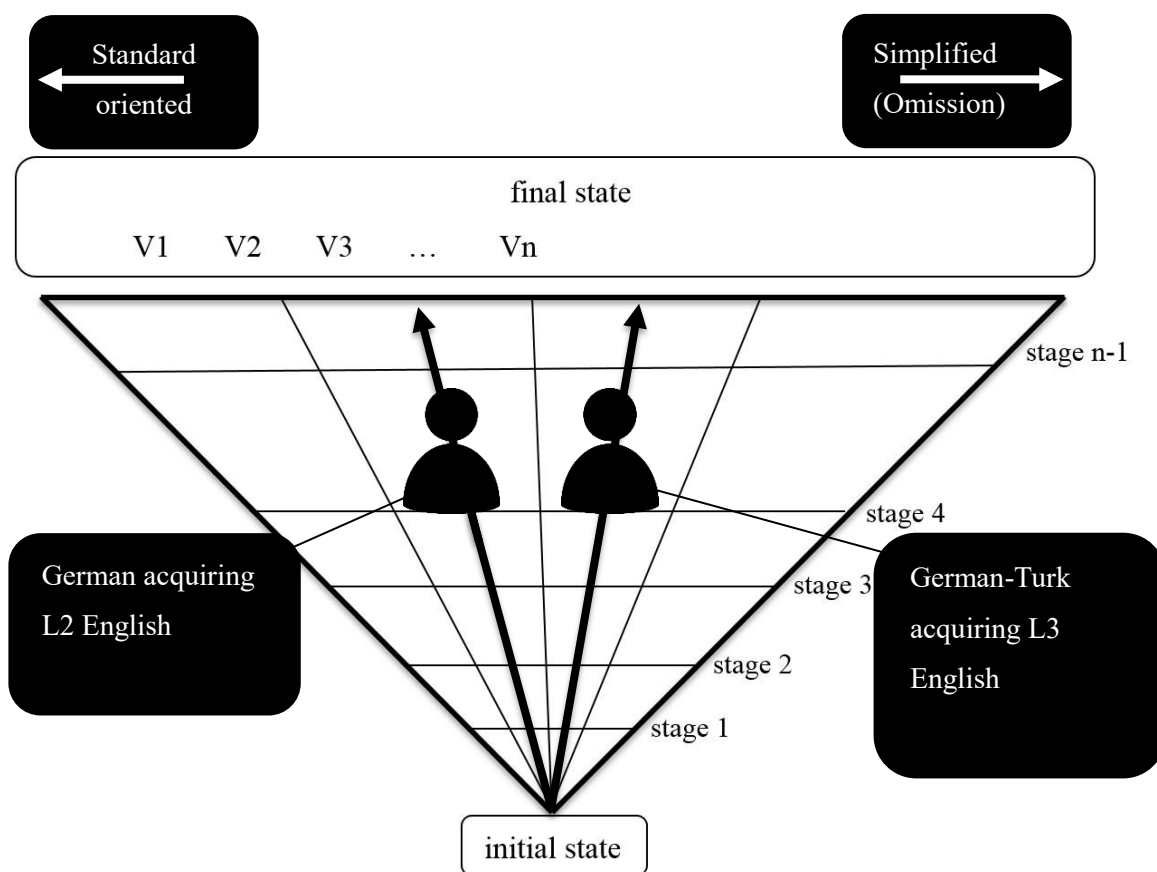 Standard
oriented
Simplified
(Omission)
final state
V1 V2 V3 … Vn
stage n-1
stage 4
stage 3
stage 2
stage 1
German acquiring
L2 English
German-Turk
acquiring L3
English
initial state